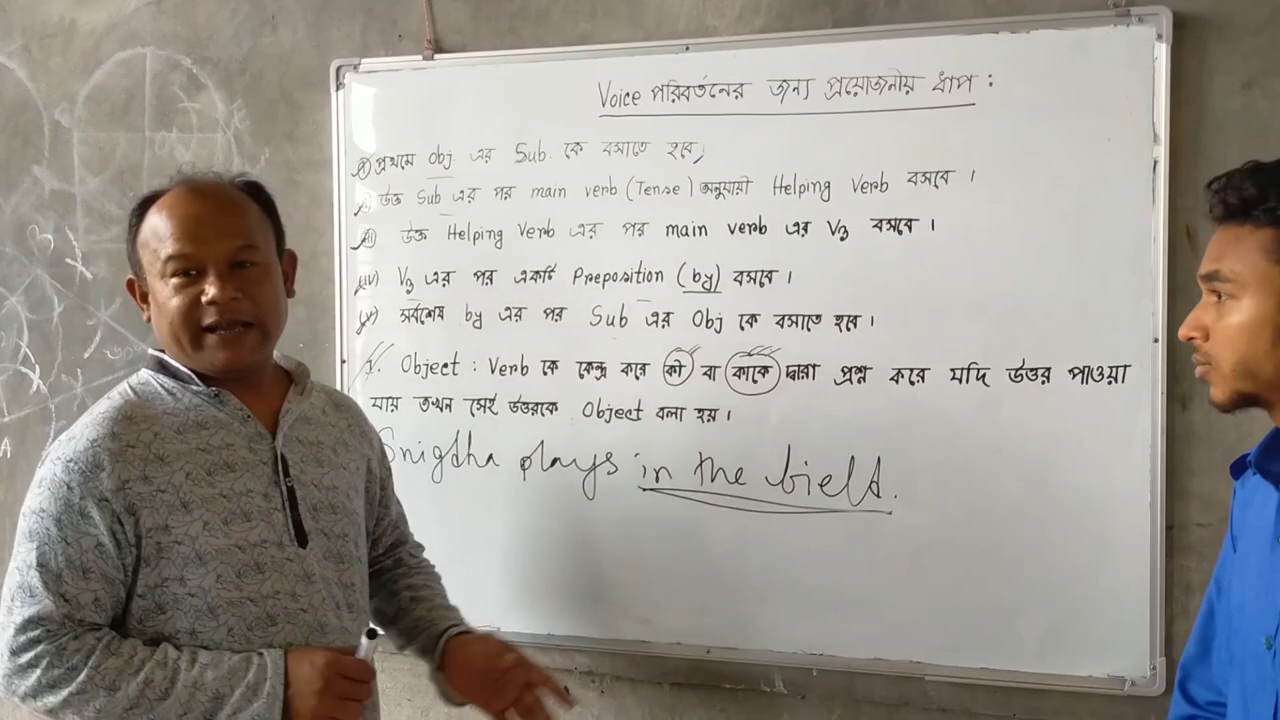 Voice পরিবর্তনের জন্য প্রয়োজনীয় ধাপ :
i) প্রথমে obj. এর Sub. কে বসাতে হবে,
ii) উক্ত Sub এর পর main verb (Tense) অনুযায়ী Helping Verb বসবে ।
iii) উক্ত Helping Verb এর পর main verb এর V3 বসবে ।
iv) V3 এর পর একটি Preposition (by) বসবে ।
v) সর্বশেষ by এর পর Sub এর Obj কে বসাতে হবে ।
1. Object : Verb কে কেন্দ্র করে কী বা কাকে দ্বারা প্রশ্ন করে যদি উত্তর পাওয়া
যায় তখন সেই উত্তরকে Object বলা হয় ।
Snigdha plays in the field.